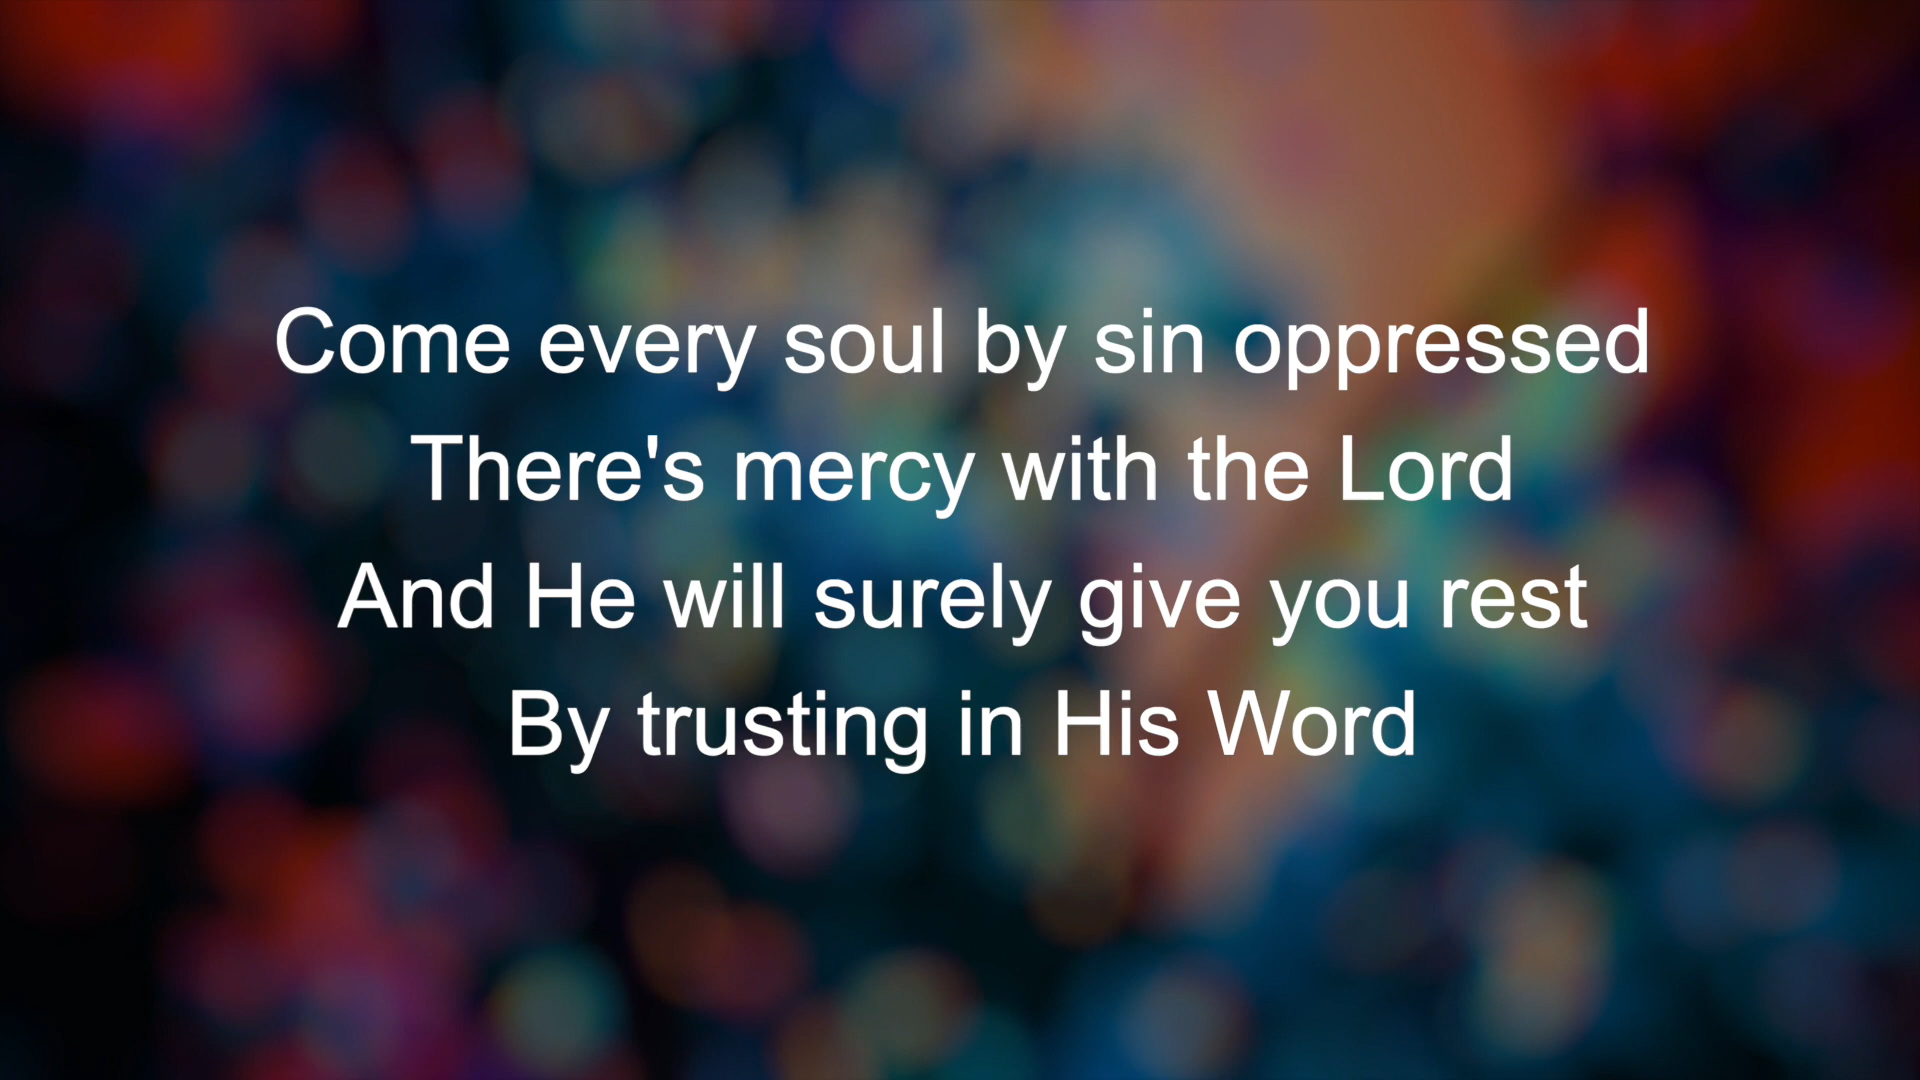 Come every soul by sin oppressed
There's mercy with the Lord
And He will surely give you rest
By trusting in His Word